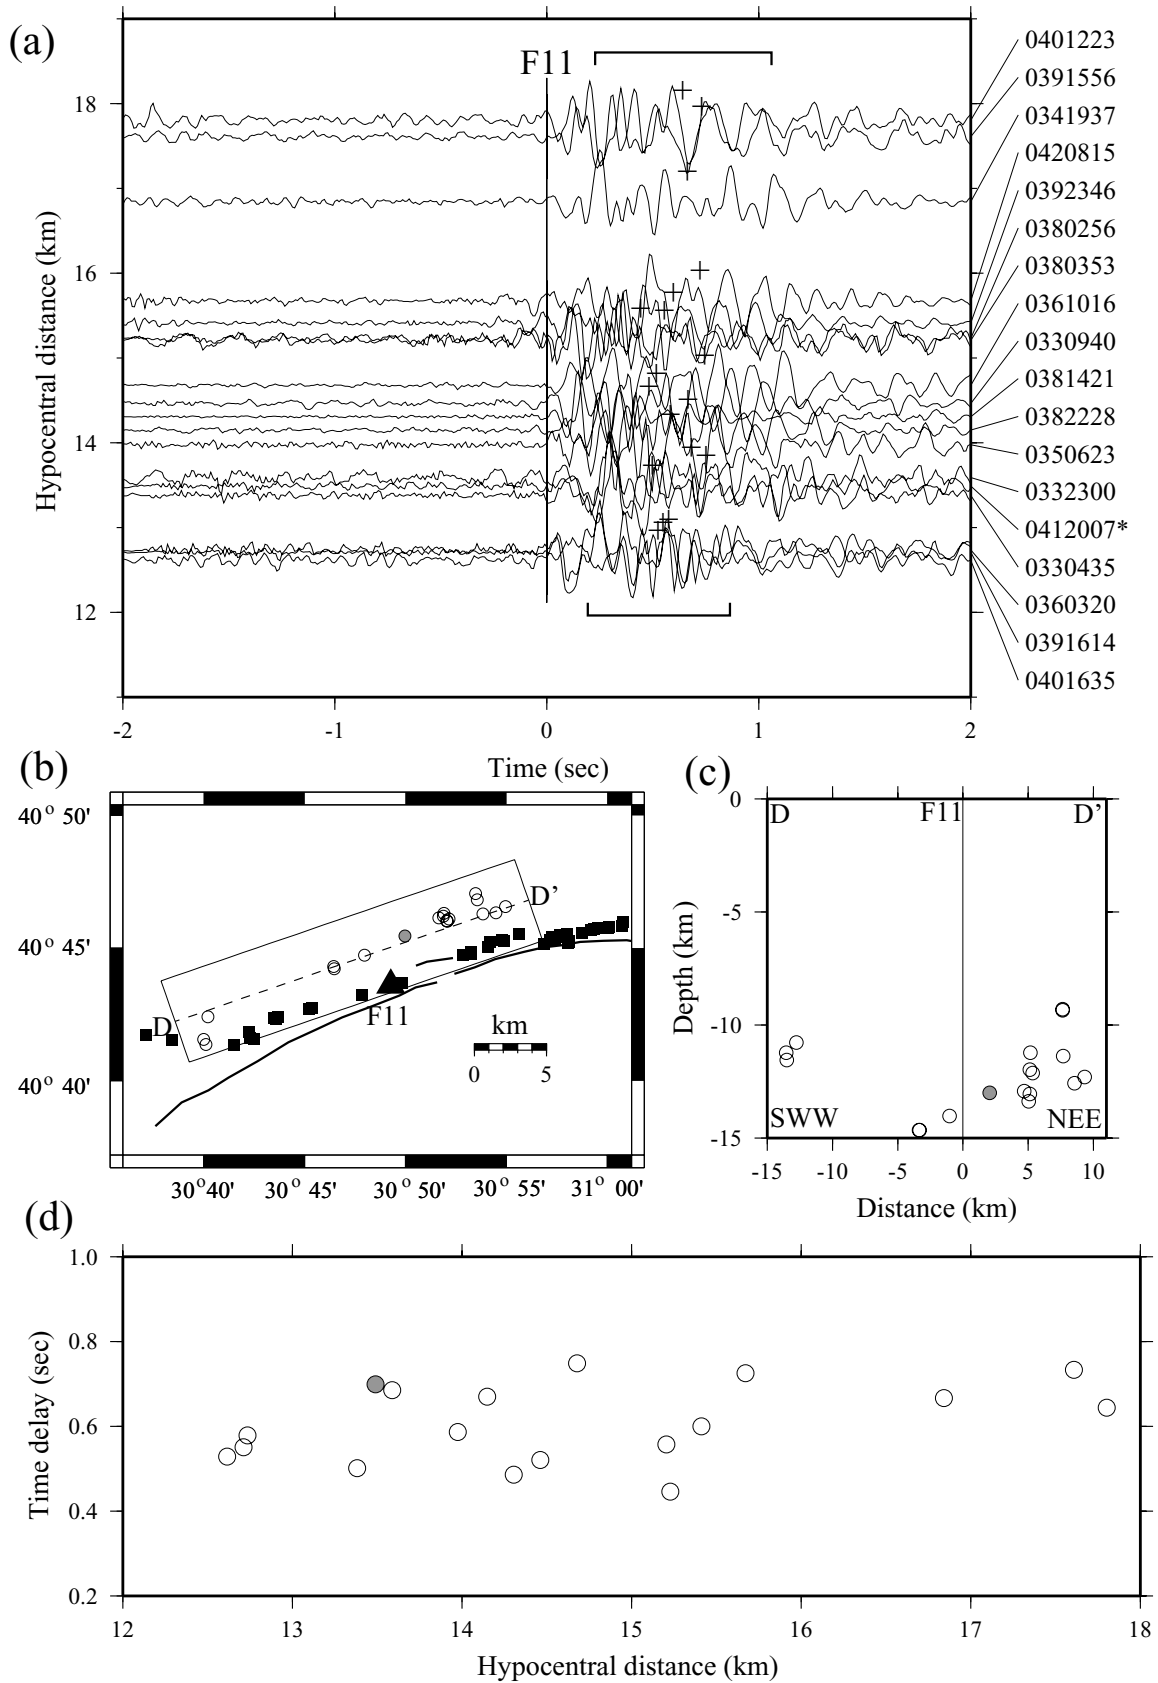 (a)
F11
Hypocentral distance (km)
18
16
14
12
-2
-1
0
1
2
Time (sec)
0401223
0391556
0341937
0420815
0392346
0380256
0380353
0361016
0330940
0381421
0382228
0350623
0332300
0412007*
0330435
0360320
0391614
0401635
(b)
40° 50'
40° 45'
40° 40'
30°40'
30°45'
30°50'
30°55'
31°00'
D
D’
F11
km
0
5
(c)
D
F11
D’
Depth (km)
0
-5
-10
-15
SWW
NEE
-15
-10
-5
0
5
10
Distance (km)
(d)
Time delay (sec)
1.0
0.8
0.6
0.4
0.2
12
13
14
15
16
17
18
Hypocentral distance (km)